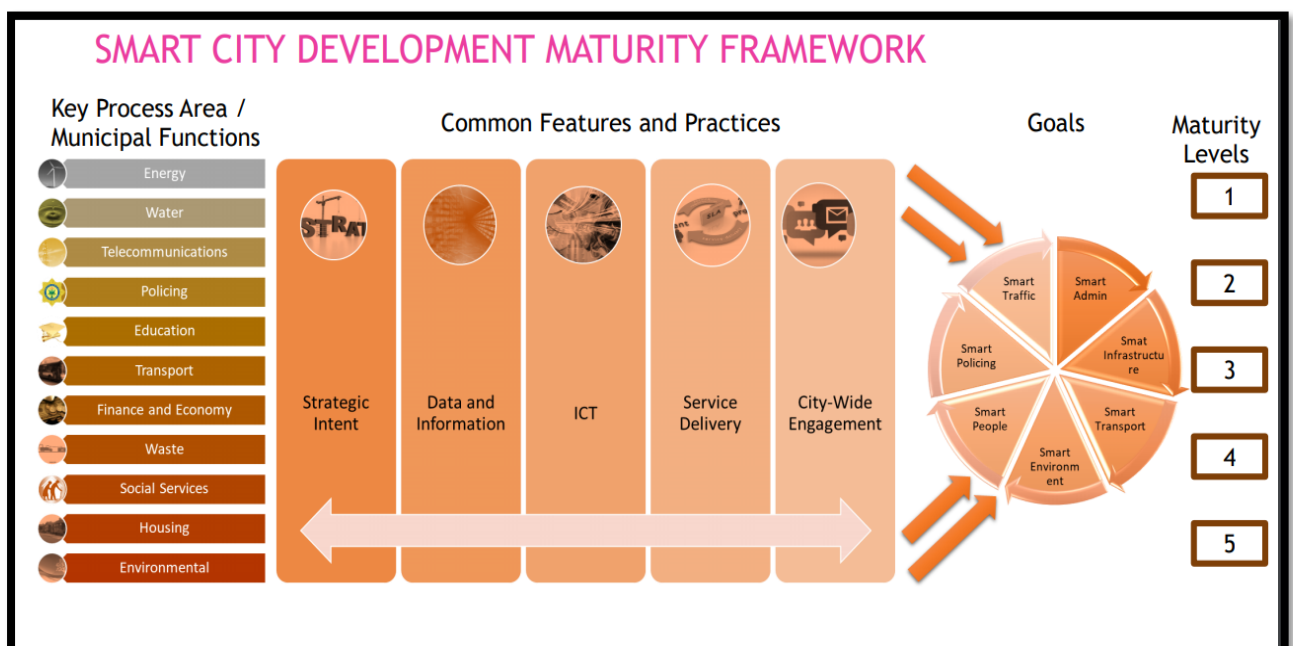 SMART CITY DEVELOPMENT MATURITY FRAMEWORK
Key Process Area /
Municipal Functions
Energy
Water
Telecommunications
Policing
Education
Transport
Finance and Economy
Waste
Social Services
Housing
Environmental
Common Features and Practices
STRAT
Strategic
Intent
Data and
Information
ICT
SLA
Service
Delivery
City-Wide
Engagement
Goals
Smart
Traffic
Smart
Admin
Smart
Policing
Smat
Infrastructu
re
Smart
People
Smart
Transport
Smart
Environm
ent
Maturity
Levels
1
2
3
4
5